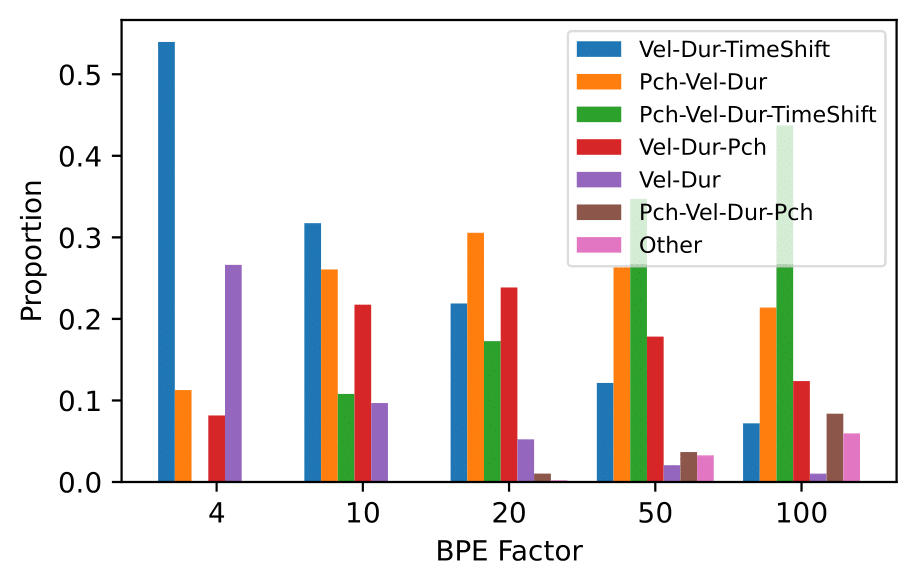 Proportion
0.5
0.4
0.3
0.2
0.1
0.0
Vel-Dur-TimeShift
Pch-Vel-Dur
Pch-Vel-Dur-TimeShift
Vel-Dur-Pch
Vel-Dur
Pch-Vel-Dur-Pch
Other
4 10 20 50 100
BPE Factor